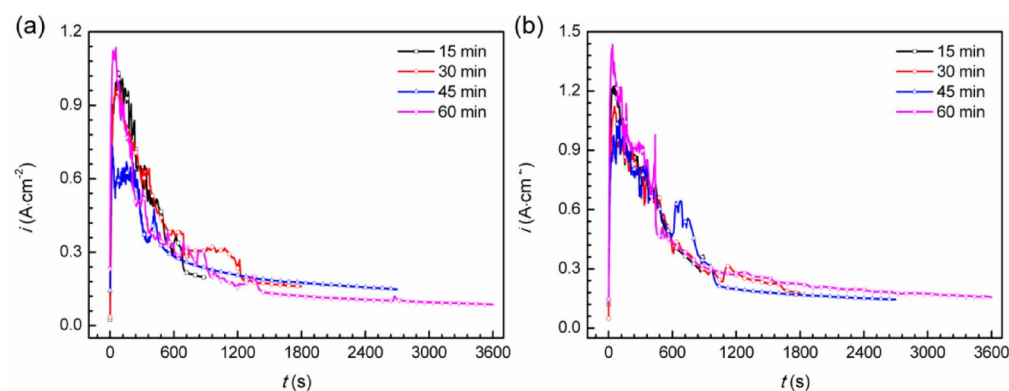 (a)
1.2
0.9
0.6
0.3
0.0
i (A·cm⁻²)
15 min
30 min
45 min
60 min
0 600 1200 1800 2400 3000 3600
t (s)
(b)
1.5
1.2
0.9
0.6
0.3
0.0
i (A·cm⁻)
15 min
30 min
45 min
60 min
0 600 1200 1800 2400 3000 3600
t (s)